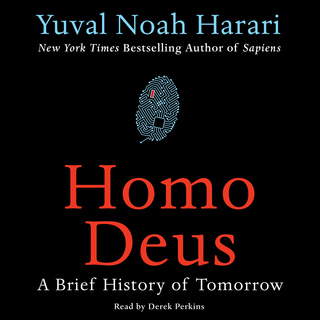 Yuval Noah Harari
New York Times Bestselling Author of Sapiens
Homo
Deus
A Brief History of Tomorrow
Read by Derek Perkins